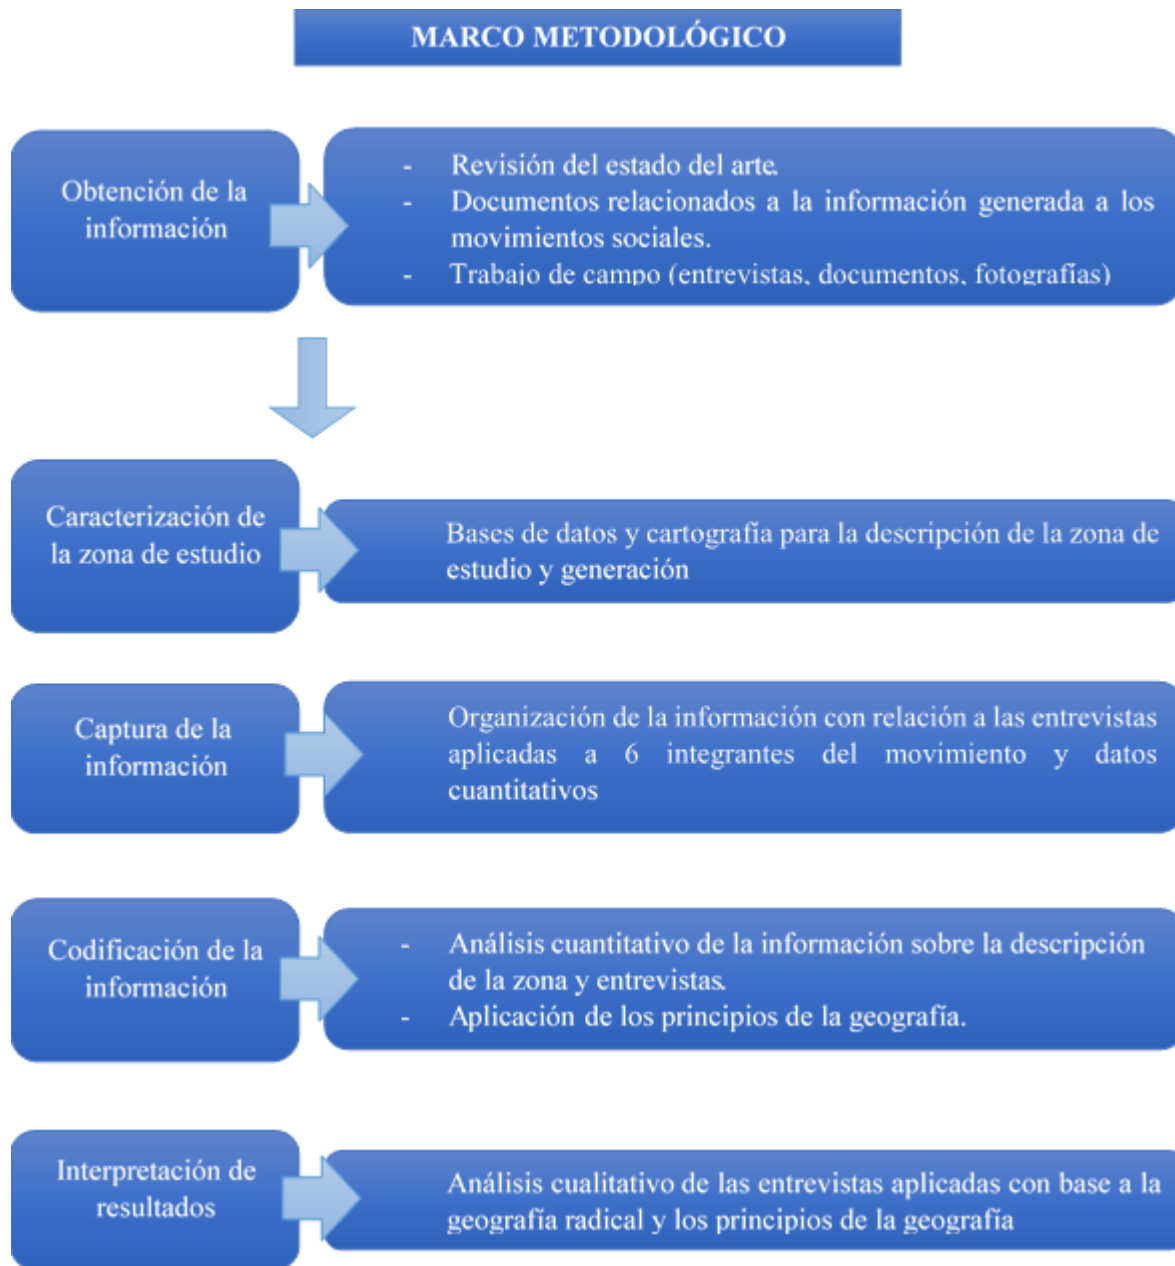 MARCO METODOLÓGICO
Obtención de la
información
- Revisión del estado del arte.
- Documentos relacionados a la información generada a los
movimientos sociales.
- Trabajo de campo (entrevistas, documentos, fotografías)
Caracterización de
la zona de estudio
Bases de datos y cartografía para la descripción de la zona de
estudio y generación
Captura de la
información
Organización de la información con relación a las entrevistas
aplicadas a 6 integrantes del movimiento y datos
cuantitativos
Codificación de la
información
- Análisis cuantitativo de la información sobre la descripción
de la zona y entrevistas.
- Aplicación de los principios de la geografía.
Interpretación de
resultados
Análisis cualitativo de las entrevistas aplicadas con base a la
geografía radical y los principios de la geografía